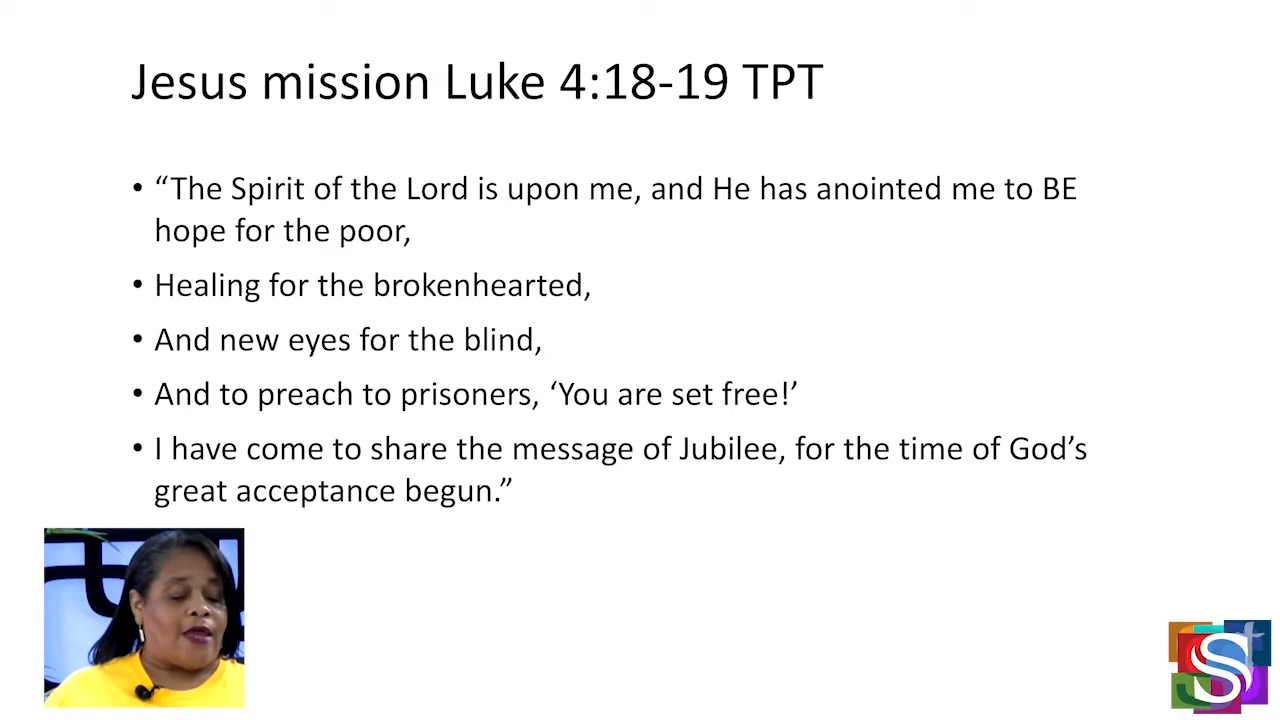 Jesus mission Luke 4:18-19 TPT
• “The Spirit of the Lord is upon me, and He has anointed me to BE
hope for the poor,
• Healing for the brokenhearted,
• And new eyes for the blind,
• And to preach to prisoners, ‘You are set free!’
• I have come to share the message of Jubilee, for the time of God’s
great acceptance begun.”
S